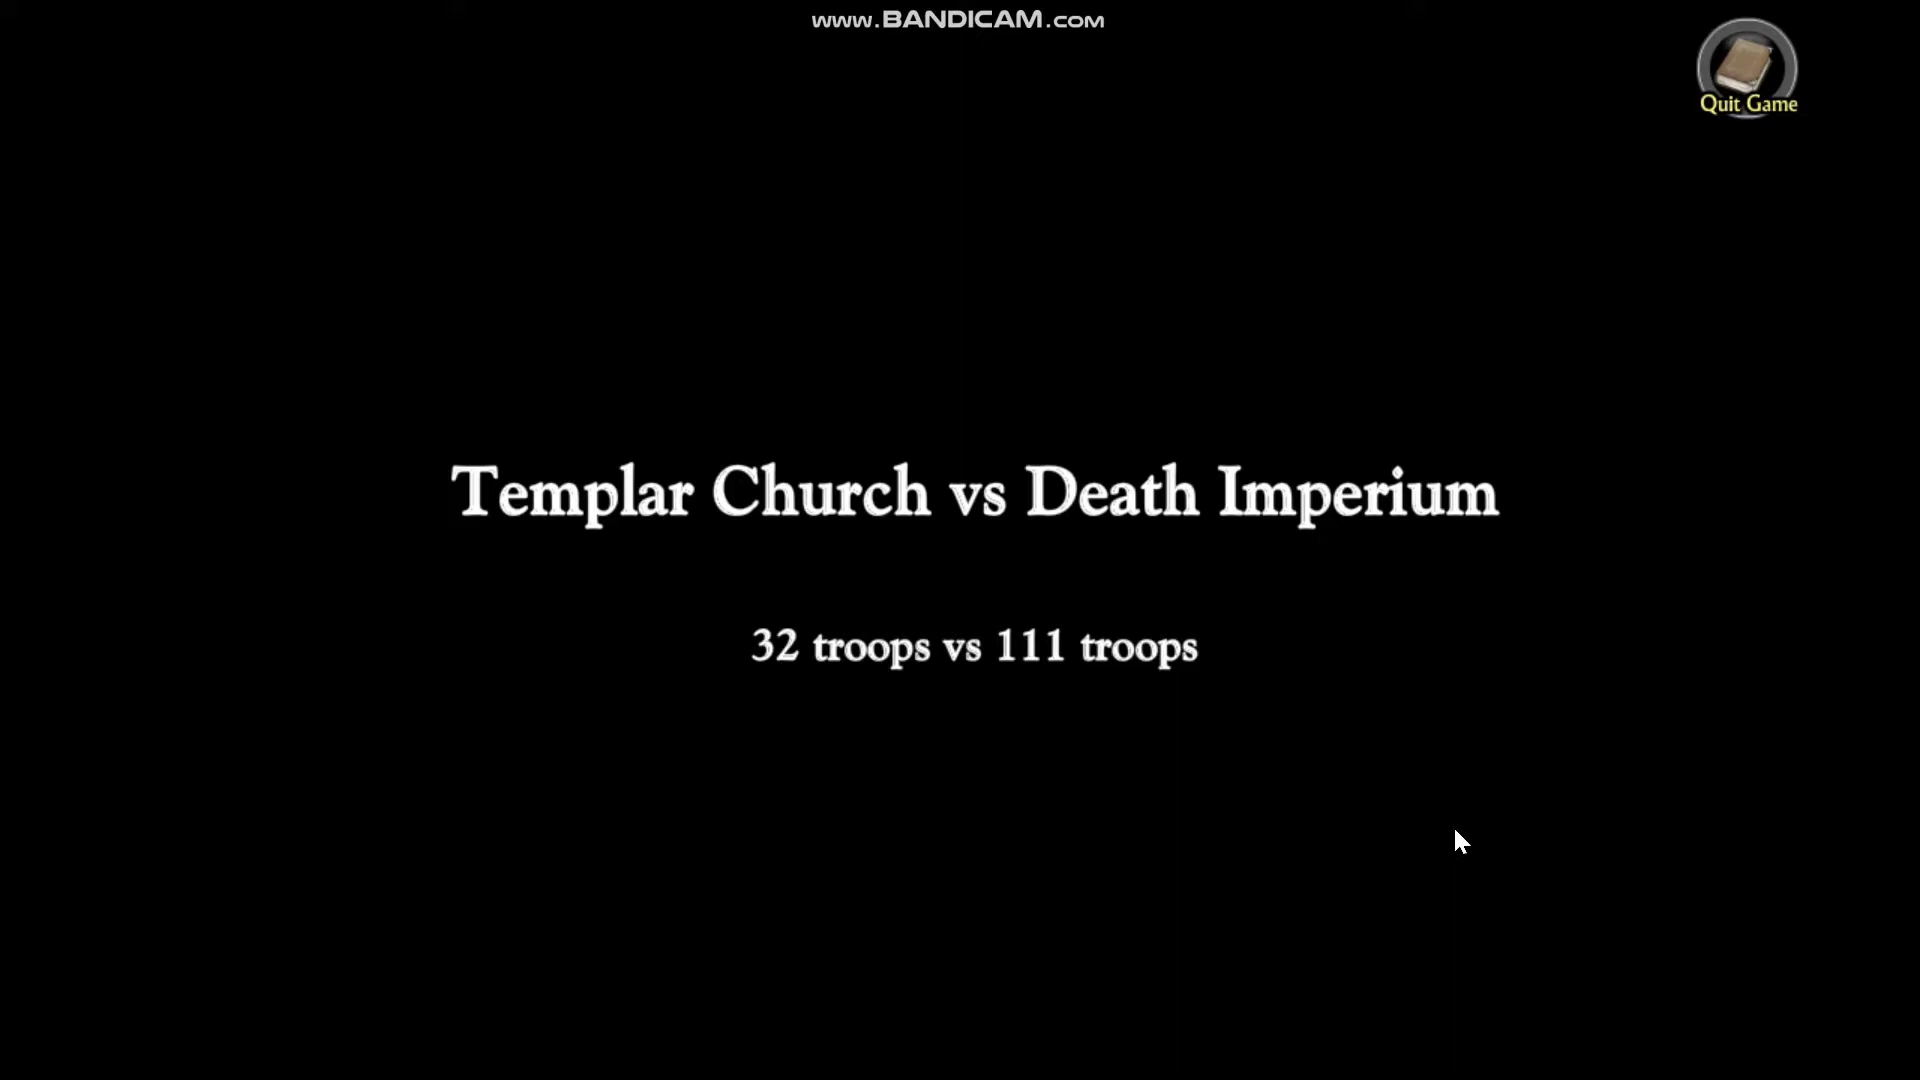 www.BANDICAM.com
Quit Game
Templar Church vs Death Imperium
32 troops vs 111 troops